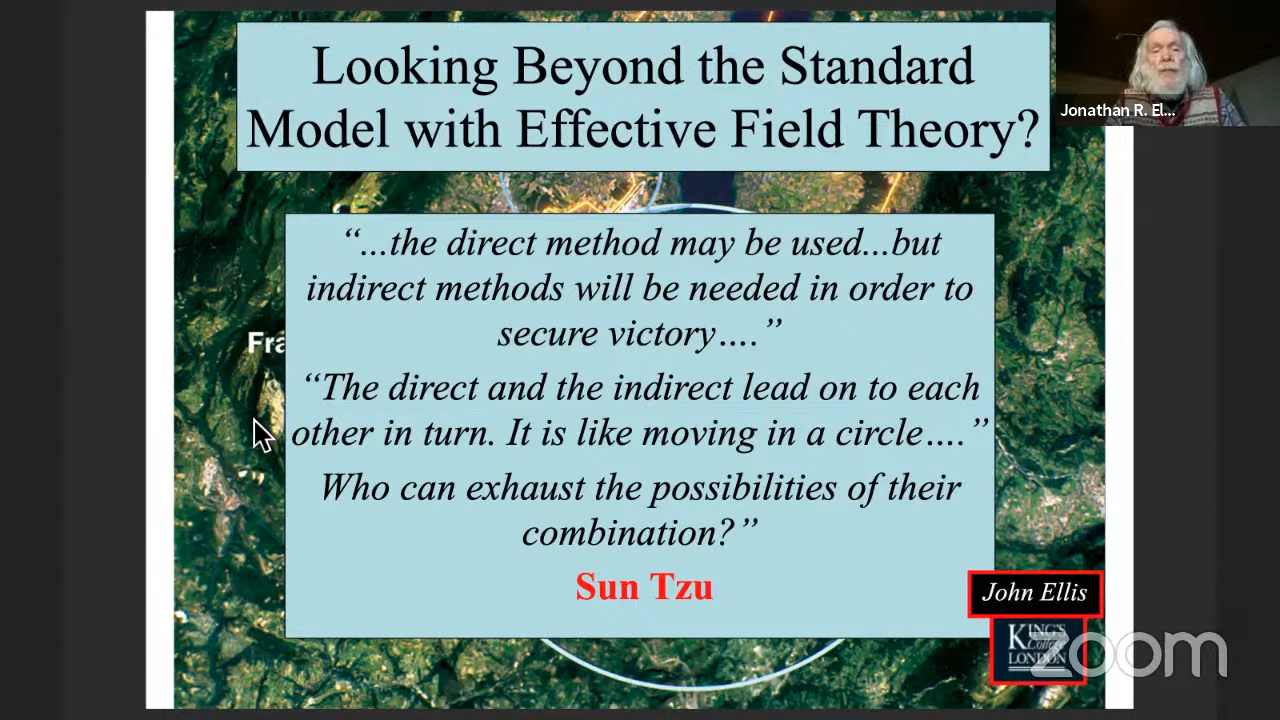 Looking Beyond the Standard
Model with Effective Field Theory?
Jonathan R. El...
“...the direct method may be used...but
indirect methods will be needed in order to
secure victory....”
“The direct and the indirect lead on to each
other in turn. It is like moving in a circle....”
Who can exhaust the possibilities of their
combination?”
Sun Tzu
Fra
John Ellis
KING'S
College
LONDON
zoom